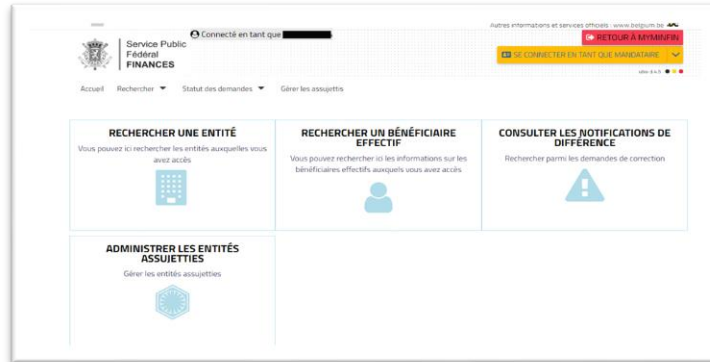 Autres informations et services officiels : www.belgium.be
Connecté en tant que
Service Public
Fédéral
FINANCES
RETOUR À MYMINFIN
SE CONNECTER EN TANT QUE MANDATAIRE
Accueil Rechercher Statut des demandes Gérer les assujettis
RECHERCHER UNE ENTITÉ
Vous pouvez ici rechercher les entités auxquelles vous
avez accès
RECHERCHER UN BÉNÉFICIAIRE
EFFECTIF
Vous pouvez rechercher ici les informations sur les
bénéficiaires effectifs auxquels vous avez accès
CONSULTER LES NOTIFICATIONS DE
DIFFÉRENCE
Rechercher parmi les demandes de correction
ADMINISTRER LES ENTITÉS
ASSUJETTIES
Gérer les entités assujetties